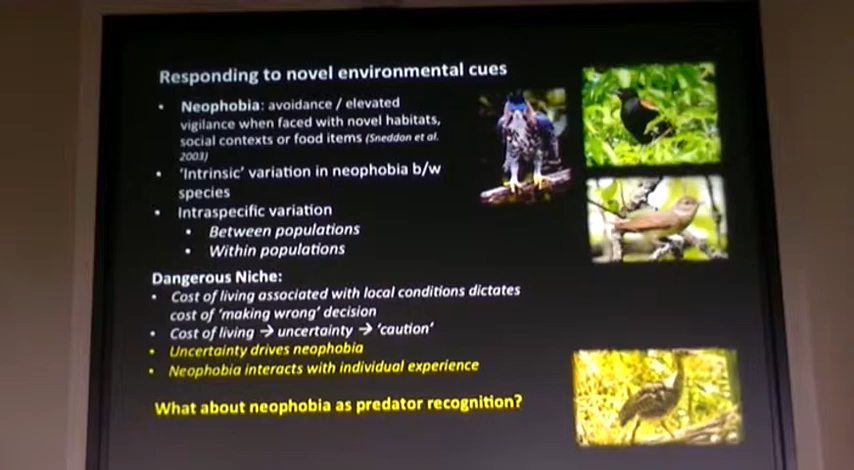 Responding to novel environmental cues
• Neophobia: avoidance / elevated
vigilance when faced with novel habitats,
social contexts or food items (Sneddon et al.
2003)
• 'Intrinsic' variation in neophobia b/w
species
• Intraspecific variation
• Between populations
• Within populations
Dangerous Niche:
• Cost of living associated with local conditions dictates
cost of 'making wrong' decision
• Cost of living → uncertainty → 'caution'
• Uncertainty drives neophobia
• Neophobia interacts with individual experience
What about neophobia as predator recognition?